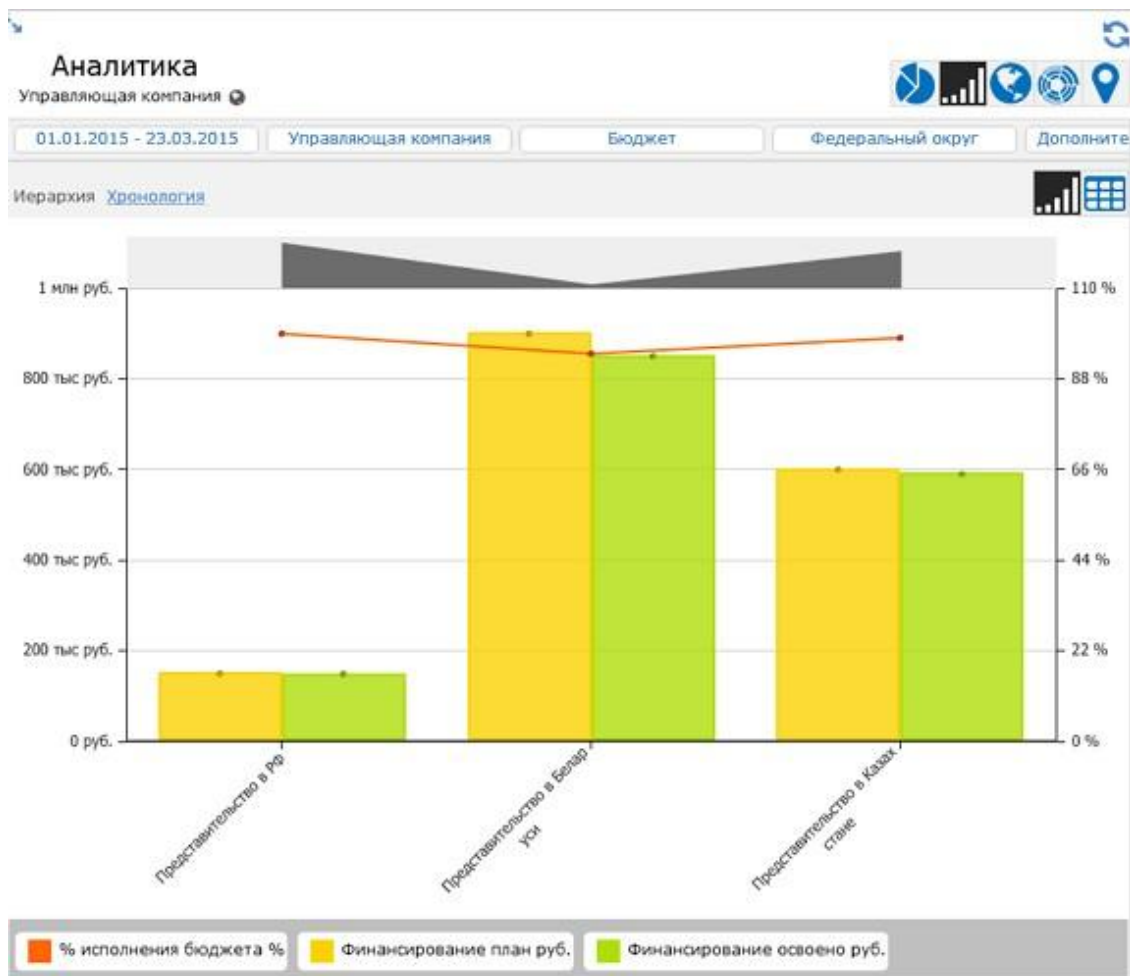 Аналитика
Управляющая компания
01.01.2015 - 23.03.2015 Управляющая компания Бюджет Федеральный округ Дополните
Иерархия Хронология
1 млн руб. 110 %
800 тыс руб. 88 %
600 тыс руб. 66 %
400 тыс руб. 44 %
200 тыс руб. 22 %
0 руб. 0 %
Представительство в РФ
Представительство в Белар
уси
Представительство в Казах
стане
% исполнения бюджета % Финансирование план руб. Финансирование освоено руб.